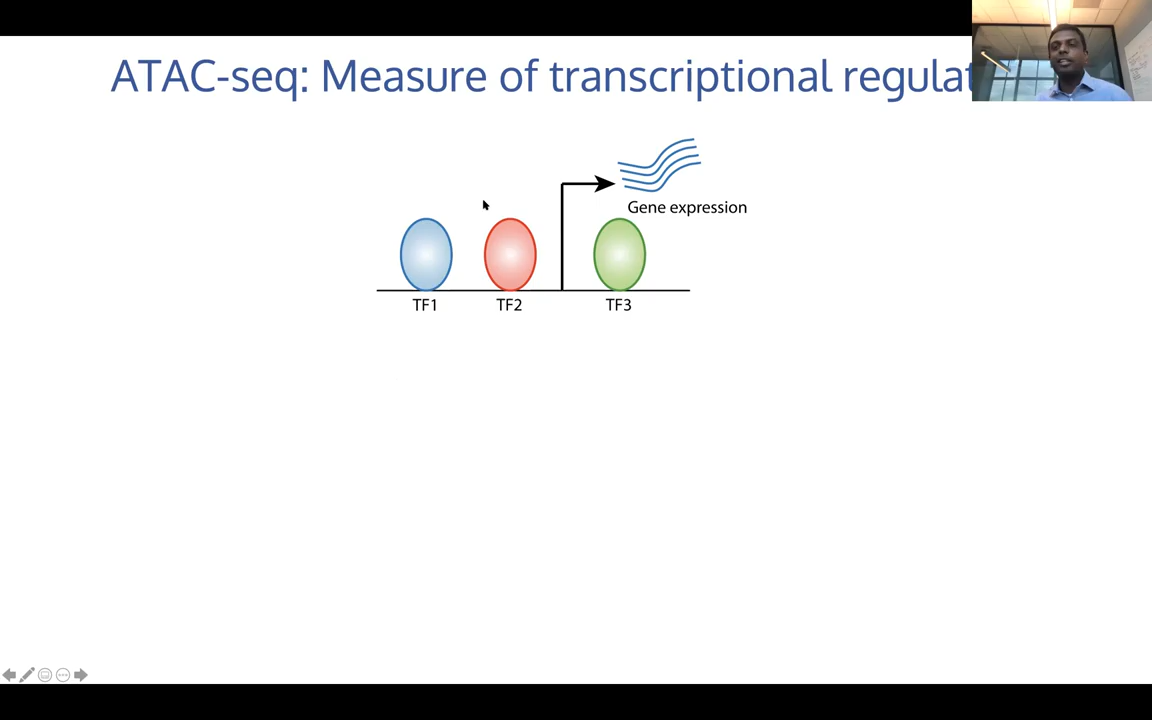 ATAC-seq: Measure of transcriptional regulat
Gene expression
TF1 TF2 TF3